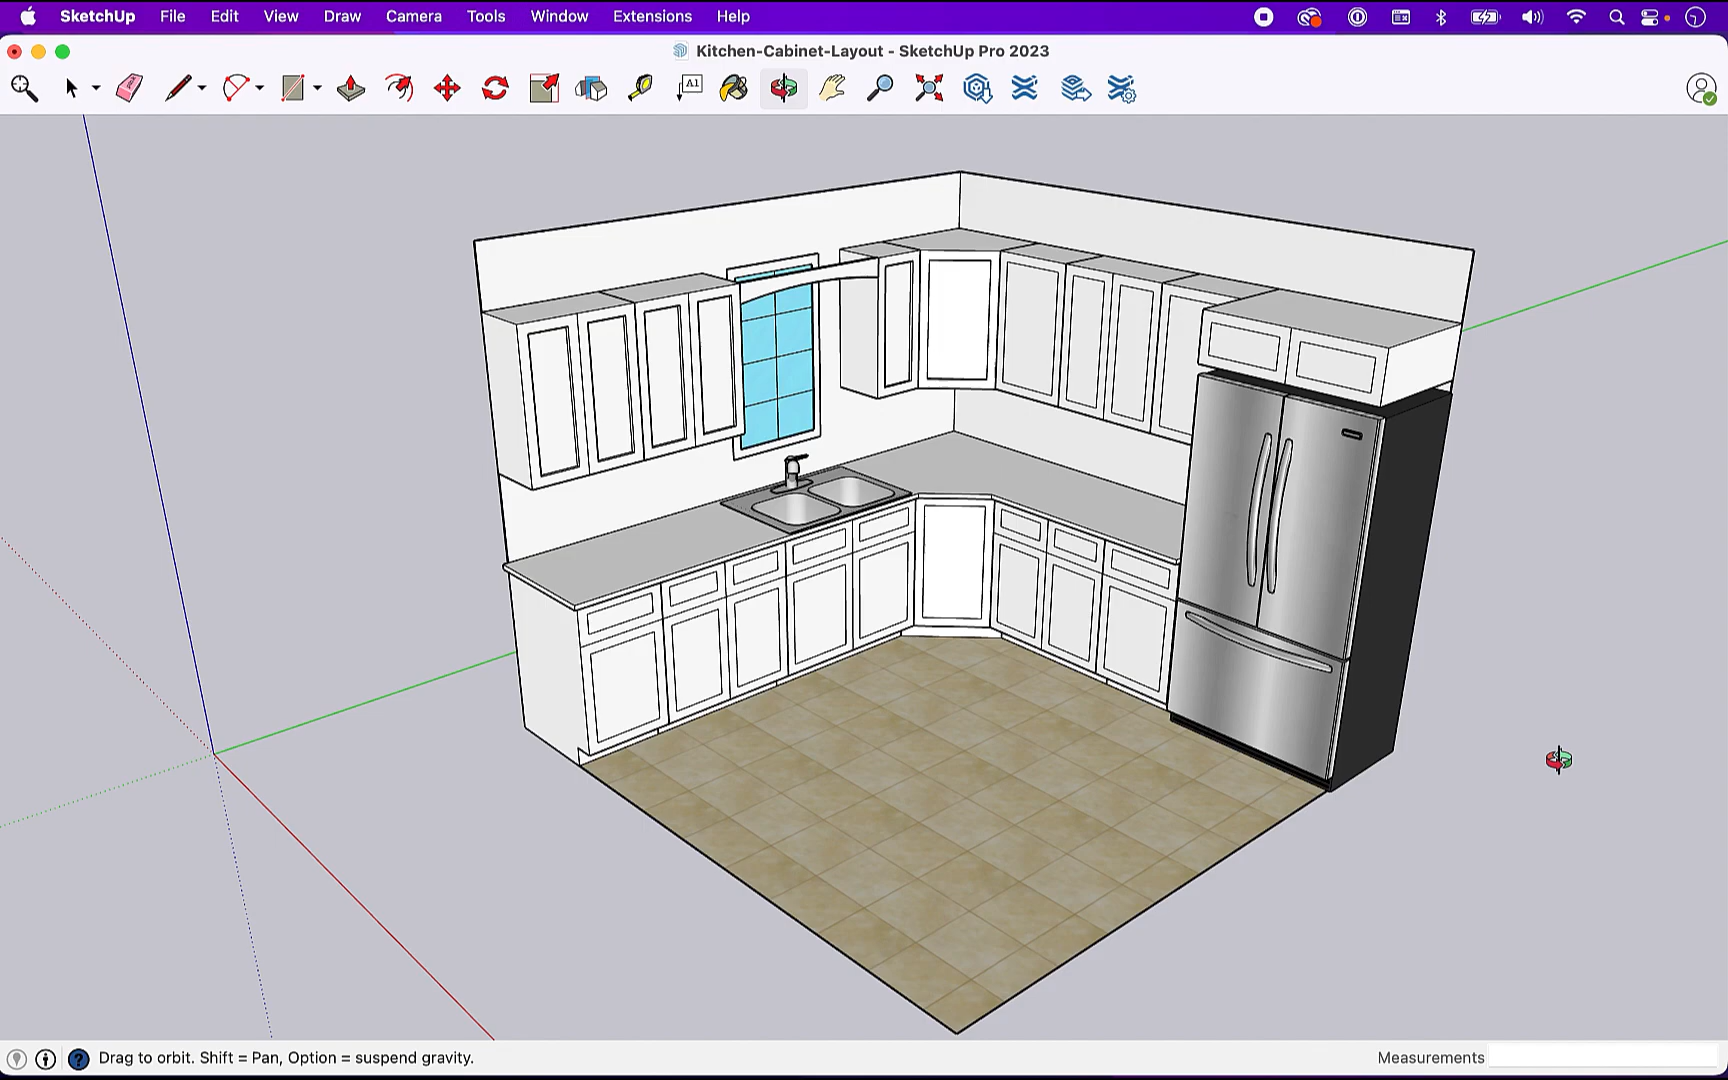 SketchUp File Edit View Draw Camera Tools Window Extensions Help
Kitchen-Cabinet-Layout - SketchUp Pro 2023
A1
Drag to orbit. Shift = Pan, Option = suspend gravity.
Measurements